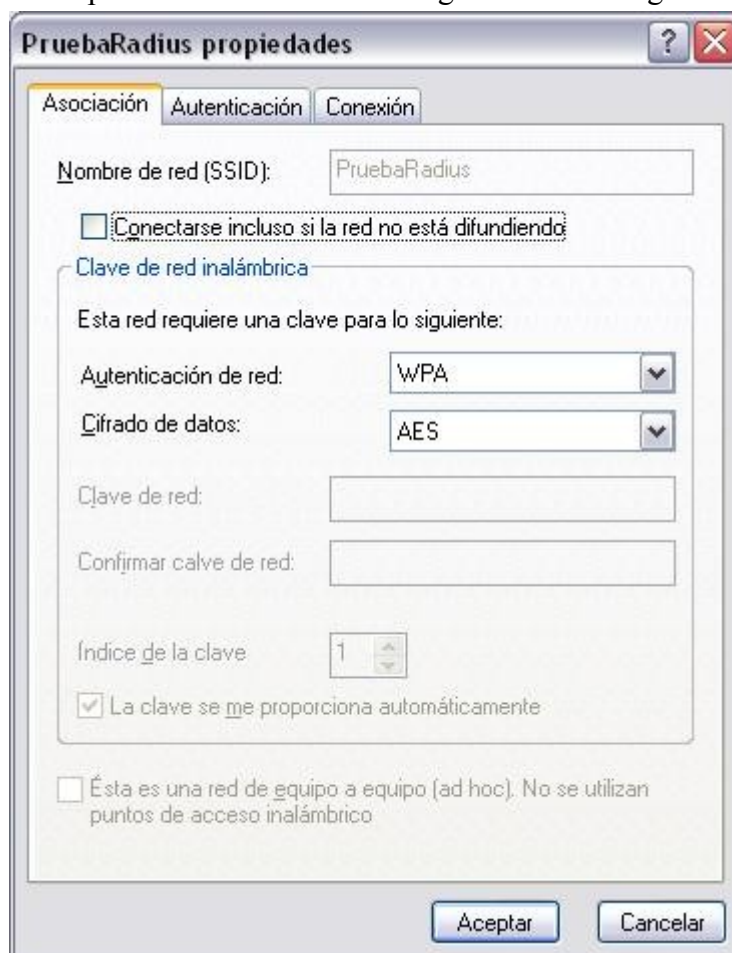 PruebaRadius propiedades
Asociación Autenticación Conexión
Nombre de red (SSID): PruebaRadius
Conectarse incluso si la red no está difundiendo
Clave de red inalámbrica
Esta red requiere una clave para lo siguiente:
Autenticación de red: WPA
Cifrado de datos: AES
Clave de red:
Confirmar calve de red:
Índice de la clave 1
La clave se me proporciona automáticamente
Ésta es una red de equipo a equipo (ad hoc). No se utilizan
puntos de acceso inalámbrico
Aceptar Cancelar